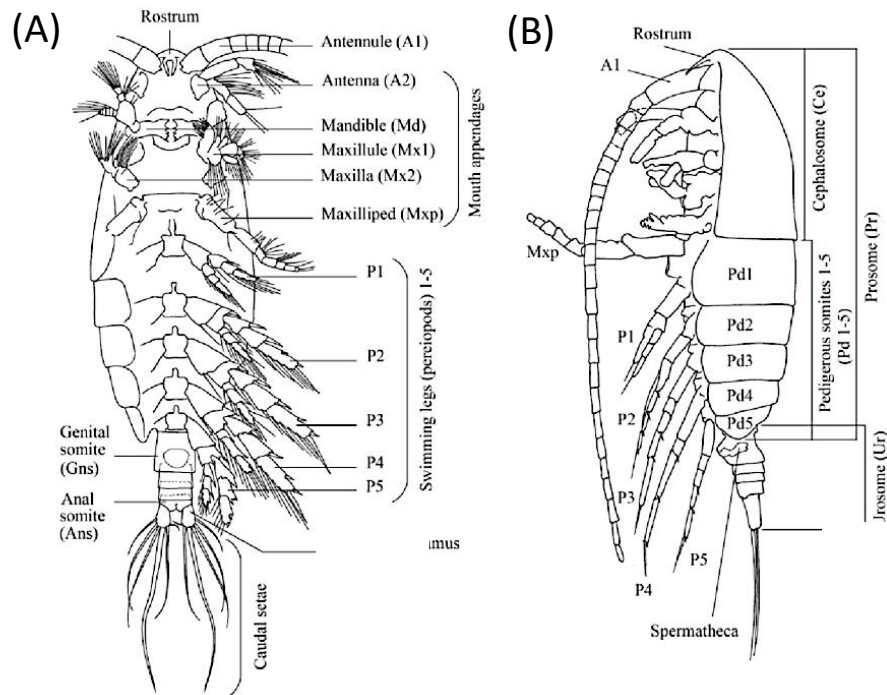 (A)
Rostrum
Antennule (A1)
Antenna (A2)
Mandible (Md)
Maxillule (Mx1)
Maxilla (Mx2)
Maxilliped (Mxp)
Mouth appendages
P1
P2
P3
P4
P5
Swimming legs (pereiopods) 1-5
Genital
somite
(Gns)
Anal
somite
(Ans)
mus
Caudal setae
(B)
Rostrum
A1
Mxp
P1
P2
P3
P4
P5
Spermatheca
Pd1
Pd2
Pd3
Pd4
Pd5
Cephalosome (Ce)
Pedigerous somites 1-5
(Pd 1-5)
Prosome (Pr)
Jrosome (Ur)